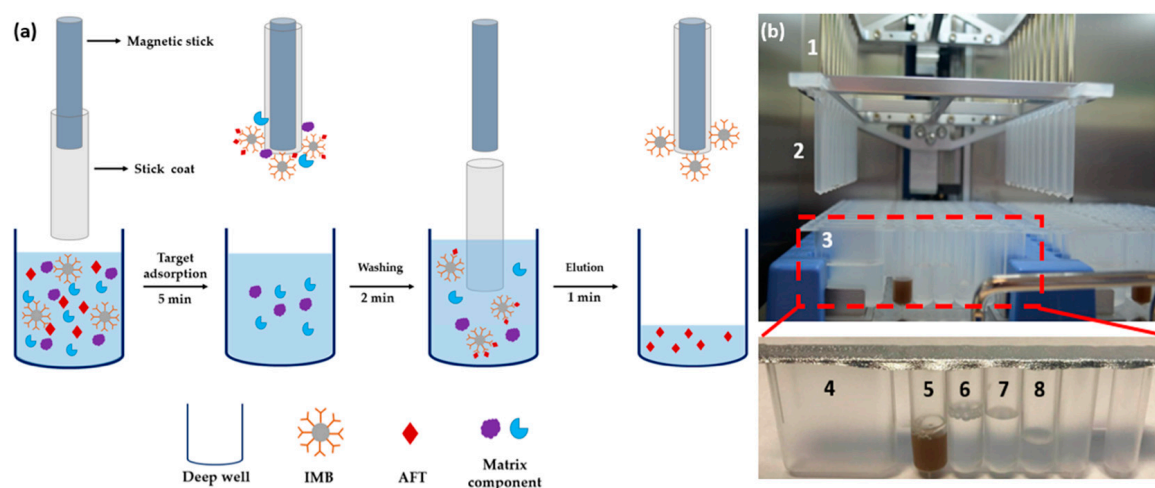 (a)
Magnetic stick
Stick coat
Target
adsorption
5 min
Washing
2 min
Elution
1 min
Deep well
IMB
AFT
Matrix
component
(b)
1
2
3
4
5
6
7
8